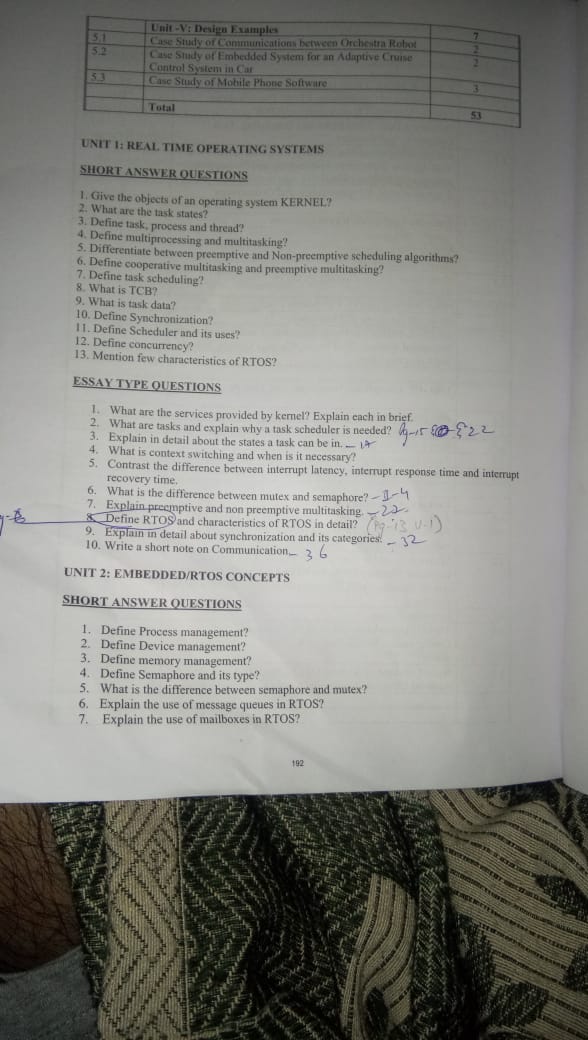 Unit -V: Design Examples 7
5.1 Case Study of Communications between Orchestra Robot 2
5.2 Case Study of Embedded System for an Adaptive Cruise 2
Control System in Car
5.3 Case Study of Mobile Phone Software 3
Total 53
UNIT 1: REAL TIME OPERATING SYSTEMS
SHORT ANSWER QUESTIONS
1. Give the objects of an operating system KERNEL?
2. What are the task states?
3. Define task, process and thread?
4. Define multiprocessing and multitasking?
5. Differentiate between preemptive and Non-preemptive scheduling algorithms?
6. Define cooperative multitasking and preemptive multitasking?
7. Define task scheduling?
8. What is TCB?
9. What is task data?
10. Define Synchronization?
11. Define Scheduler and its uses?
12. Define concurrency?
13. Mention few characteristics of RTOS?
ESSAY TYPE QUESTIONS
1. What are the services provided by kernel? Explain each in brief.
2. What are tasks and explain why a task scheduler is needed? Pg-15 22
3. Explain in detail about the states a task can be in. - 17
4. What is context switching and when is it necessary?
5. Contrast the difference between interrupt latency, interrupt response time and interrupt
recovery time.
6. What is the difference between mutex and semaphore? - II-4
7. Explain preemptive and non preemptive multitasking. - 22
8. Define RTOS and characteristics of RTOS in detail? (Pg-13 U-1)
9. Explain in detail about synchronization and its categories. - 32
10. Write a short note on Communication. - 36
UNIT 2: EMBEDDED/RTOS CONCEPTS
SHORT ANSWER QUESTIONS
1. Define Process management?
2. Define Device management?
3. Define memory management?
4. Define Semaphore and its type?
5. What is the difference between semaphore and mutex?
6. Explain the use of message queues in RTOS?
7. Explain the use of mailboxes in RTOS?
192